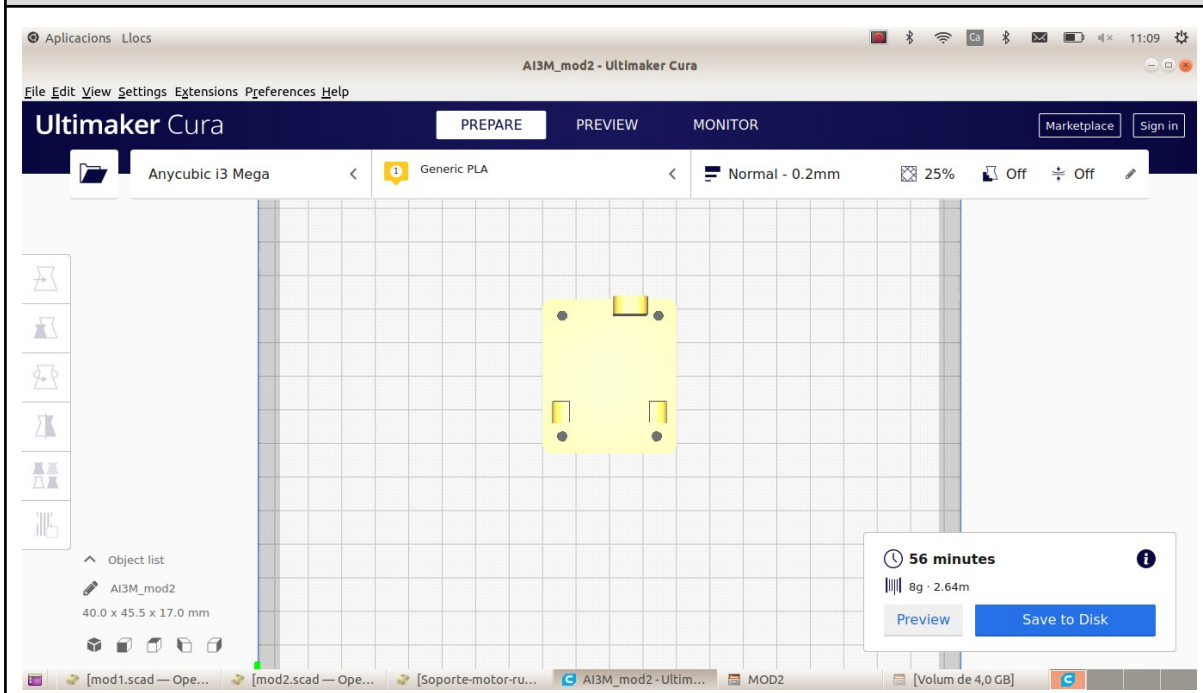 Aplicacions Llocs Ca 11:09
AI3M_mod2 - Ultimaker Cura
File Edit View Settings Extensions Preferences Help
Ultimaker Cura PREPARE PREVIEW MONITOR Marketplace Sign in
Anycubic i3 Mega 1 Generic PLA Normal - 0.2mm 25% Off Off
Object list
AI3M_mod2
40.0 x 45.5 x 17.0 mm
56 minutes
8g · 2.64m
Preview Save to Disk
[mod1.scad — Ope... [mod2.scad — Ope... [Soporte-motor-ru... AI3M_mod2 - Ultim... MOD2 [Volum de 4,0 GB]